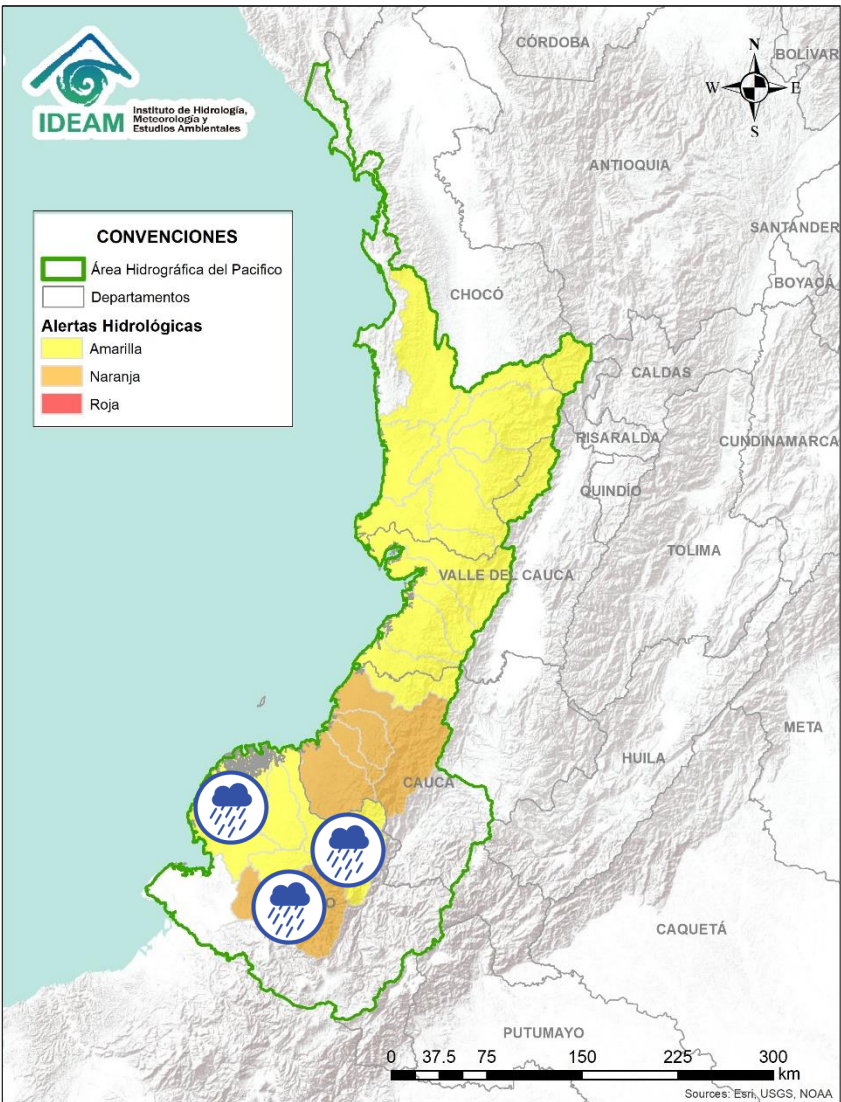 IDEAM
Instituto de Hidrología,
Meteorología y
Estudios Ambientales
CONVENCIONES
Área Hidrográfica del Pacifico
Departamentos
Alertas Hidrológicas
Amarilla
Naranja
Roja
N
W
E
S
CÓRDOBA
BOLÍVAR
ANTIOQUIA
SANTANDER
BOYACÁ
CHOCÓ
CALDAS
RISARALDA
CUNDINAMARCA
QUINDÍO
TOLIMA
VALLE DEL CAUCA
META
HUILA
CAUCA
O
CAQUETÁ
PUTUMAYO
0 37.5 75 150 225 300
km
Sources: Esri, USGS, NOAA